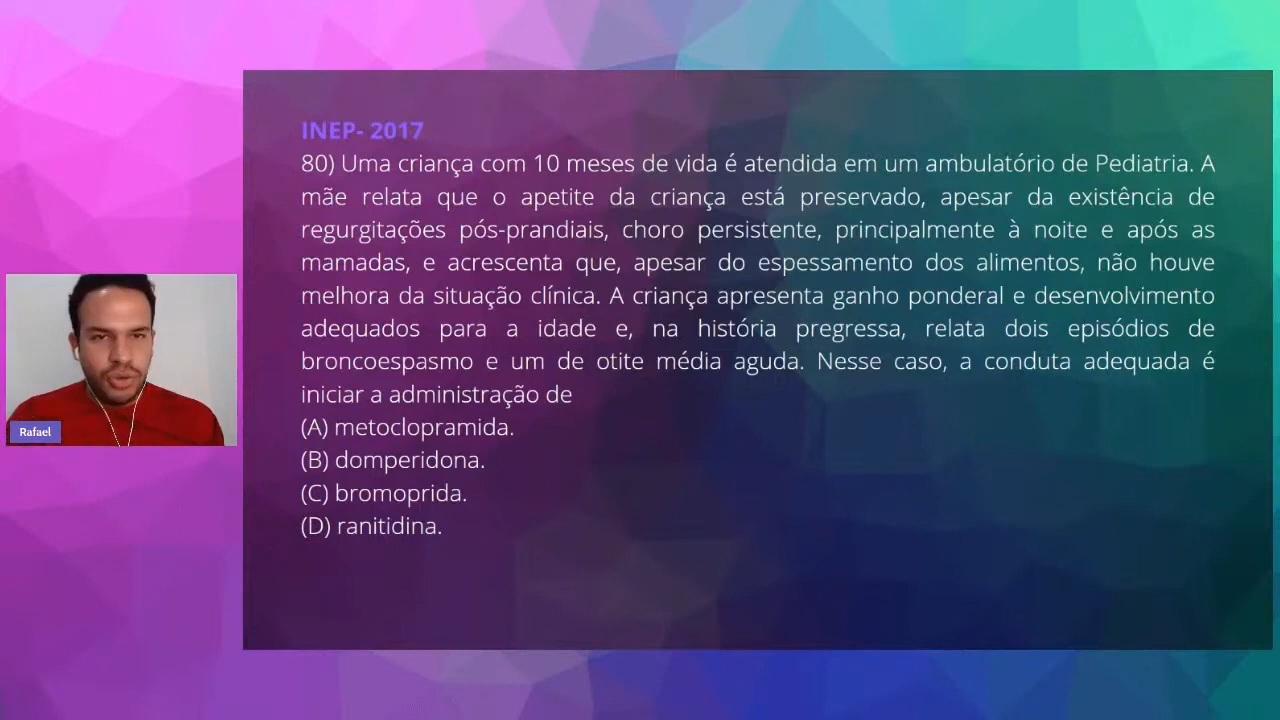 INEP- 2017
80) Uma criança com 10 meses de vida é atendida em um ambulatório de Pediatria. A
mãe relata que o apetite da criança está preservado, apesar da existência de
regurgitações pós-prandiais, choro persistente, principalmente à noite e após as
mamadas, e acrescenta que, apesar do espessamento dos alimentos, não houve
melhora da situação clínica. A criança apresenta ganho ponderal e desenvolvimento
adequados para a idade e, na história pregressa, relata dois episódios de
broncoespasmo e um de otite média aguda. Nesse caso, a conduta adequada é
iniciar a administração de
(A) metoclopramida.
(B) domperidona.
(C) bromoprida.
(D) ranitidina.
Rafael